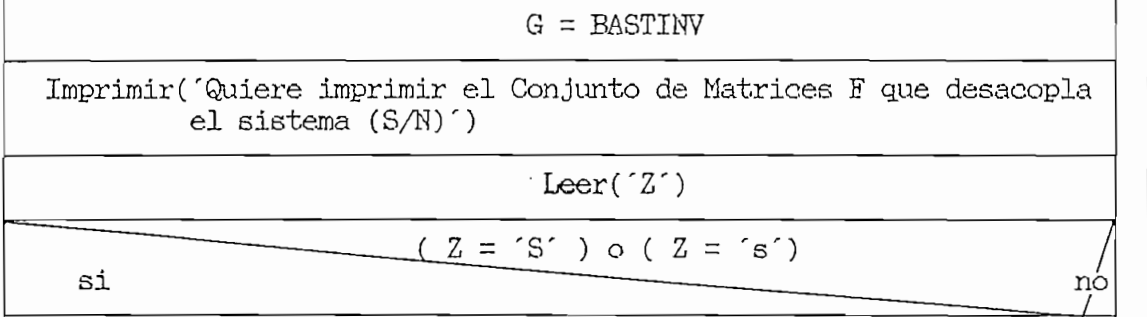 G = BASTINV
Imprimir(´Quiere imprimir el Conjunto de Matrices F que desacopla
el sistema (S/N)´)
Leer(´Z´)
( Z = ´S´ ) o ( Z = ´s´)
si
no